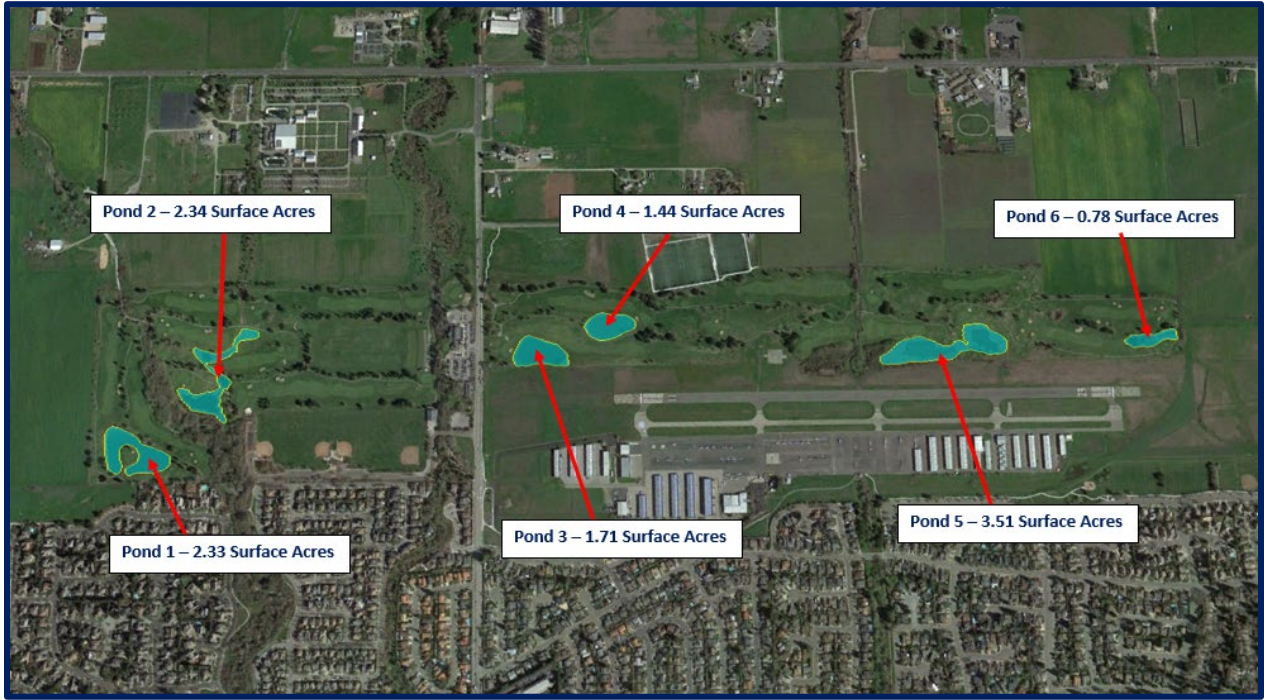 Pond 2 – 2.34 Surface Acres
Pond 4 – 1.44 Surface Acres
Pond 6 – 0.78 Surface Acres
Pond 1 – 2.33 Surface Acres
Pond 3 – 1.71 Surface Acres
Pond 5 – 3.51 Surface Acres